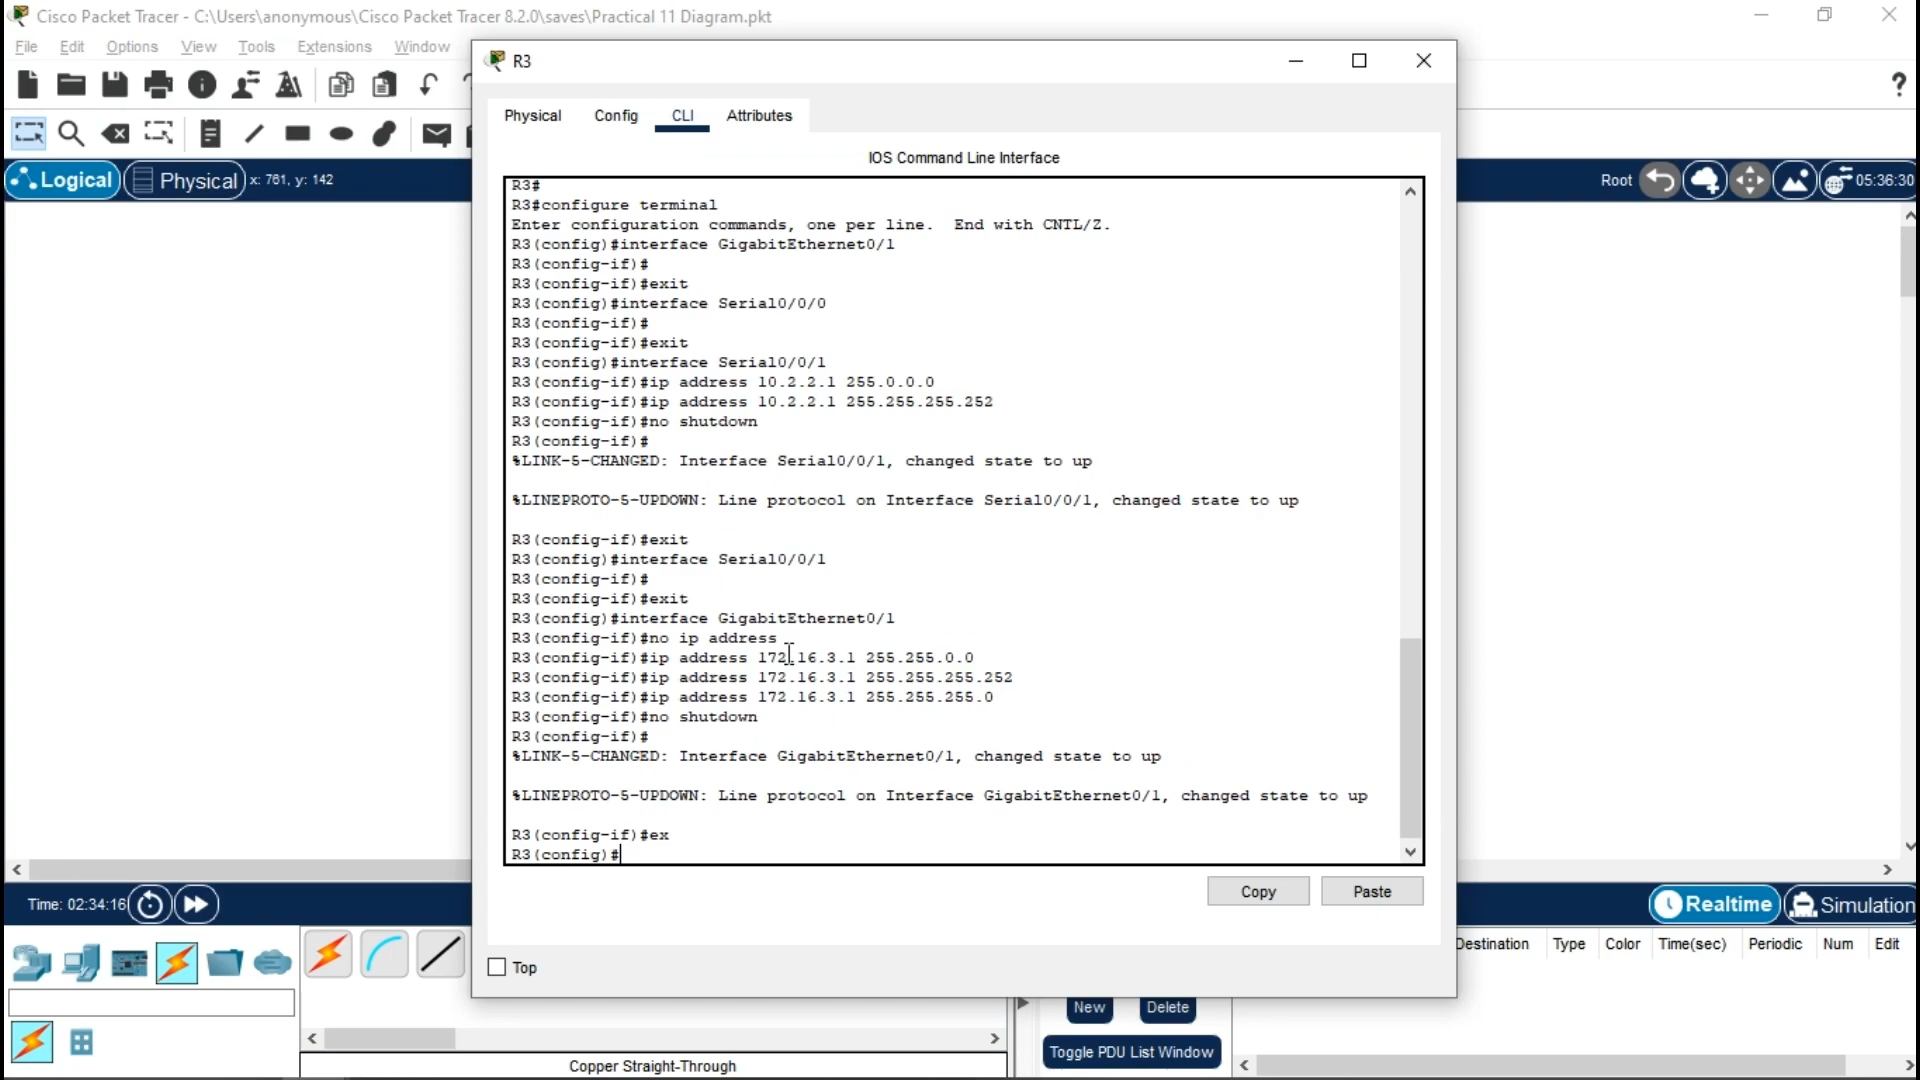 Cisco Packet Tracer - C:\Users\anonymous\Cisco Packet Tracer 8.2.0\saves\Practical 11 Diagram.pkt
File Edit Options View Tools Extensions Window
R3
Physical Config CLI Attributes
IOS Command Line Interface
Logical Physical x: 761, y: 142
Root 05:36:30
R3#
R3#configure terminal
Enter configuration commands, one per line. End with CNTL/Z.
R3(config)#interface GigabitEthernet0/1
R3(config-if)#
R3(config-if)#exit
R3(config)#interface Serial0/0/0
R3(config-if)#
R3(config-if)#exit
R3(config)#interface Serial0/0/1
R3(config-if)#ip address 10.2.2.1 255.0.0.0
R3(config-if)#ip address 10.2.2.1 255.255.255.252
R3(config-if)#no shutdown
R3(config-if)#
%LINK-5-CHANGED: Interface Serial0/0/1, changed state to up
%LINEPROTO-5-UPDOWN: Line protocol on Interface Serial0/0/1, changed state to up
R3(config-if)#exit
R3(config)#interface Serial0/0/1
R3(config-if)#
R3(config-if)#exit
R3(config)#interface GigabitEthernet0/1
R3(config-if)#no ip address
R3(config-if)#ip address 172.16.3.1 255.255.0.0
R3(config-if)#ip address 172.16.3.1 255.255.255.252
R3(config-if)#ip address 172.16.3.1 255.255.255.0
R3(config-if)#no shutdown
R3(config-if)#
%LINK-5-CHANGED: Interface GigabitEthernet0/1, changed state to up
%LINEPROTO-5-UPDOWN: Line protocol on Interface GigabitEthernet0/1, changed state to up
R3(config-if)#ex
R3(config)#
Copy Paste
Top
Time: 02:34:16
Realtime Simulation
Destination Type Color Time(sec) Periodic Num Edit
New Delete
Toggle PDU List Window
Copper Straight-Through